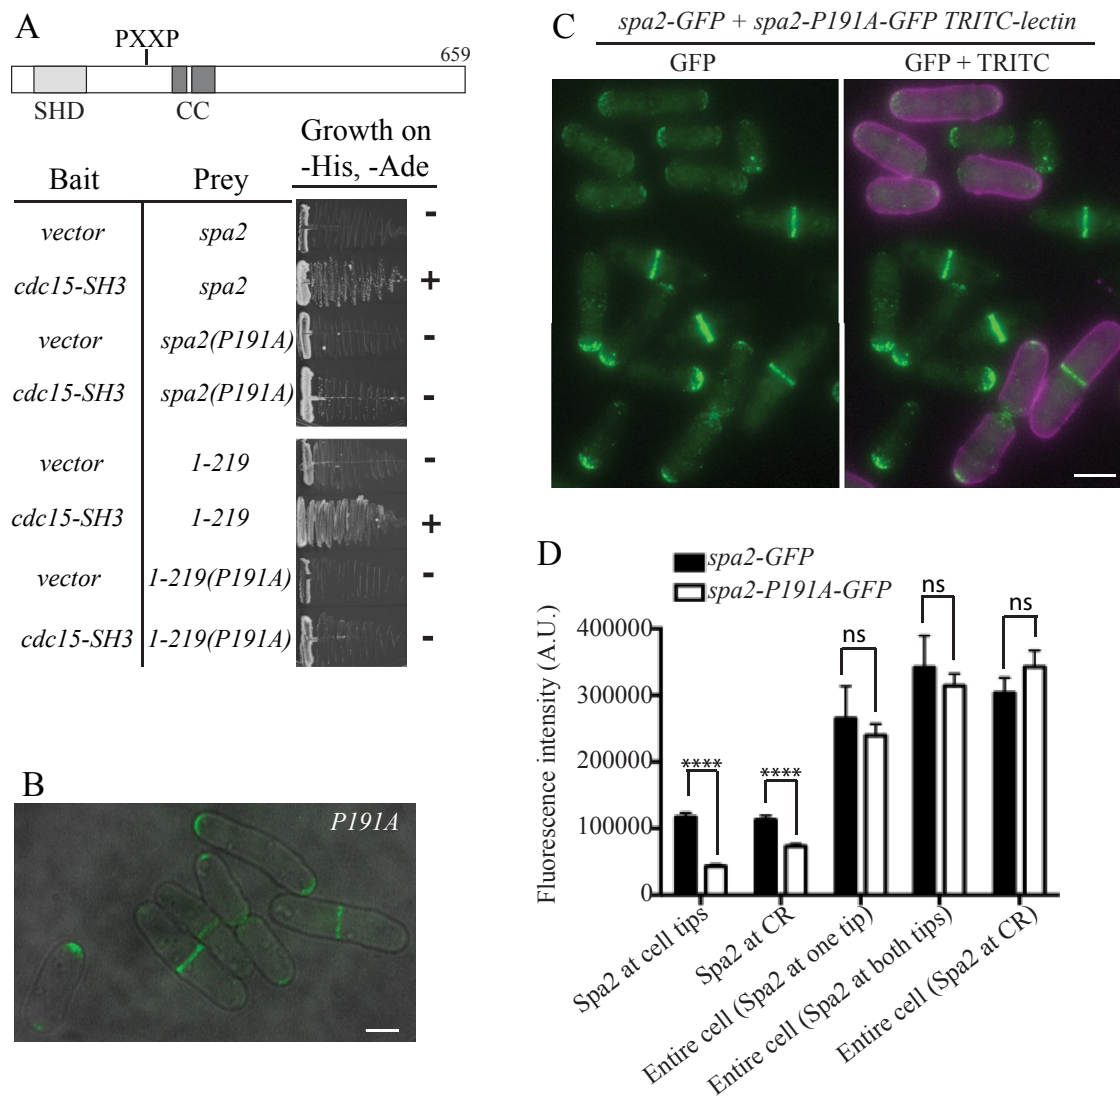 A
PXXP
659
SHD
CC
Growth on
-His, -Ade
Bait
Prey
vector
spa2
-
cdc15-SH3
spa2
+
vector
spa2(P191A)
-
cdc15-SH3
spa2(P191A)
-
vector
1-219
-
cdc15-SH3
1-219
+
vector
1-219(P191A)
-
cdc15-SH3
1-219(P191A)
-
B
P191A
C
spa2-GFP + spa2-P191A-GFP TRITC-lectin
GFP
GFP + TRITC
D
spa2-GFP
spa2-P191A-GFP
Fluorescence intensity (A.U.)
400000
300000
200000
100000
0
****
****
ns
ns
ns
Spa2 at cell tips
Spa2 at CR
Entire cell (Spa2 at one tip)
Entire cell (Spa2 at both tips)
Entire cell (Spa2 at CR)